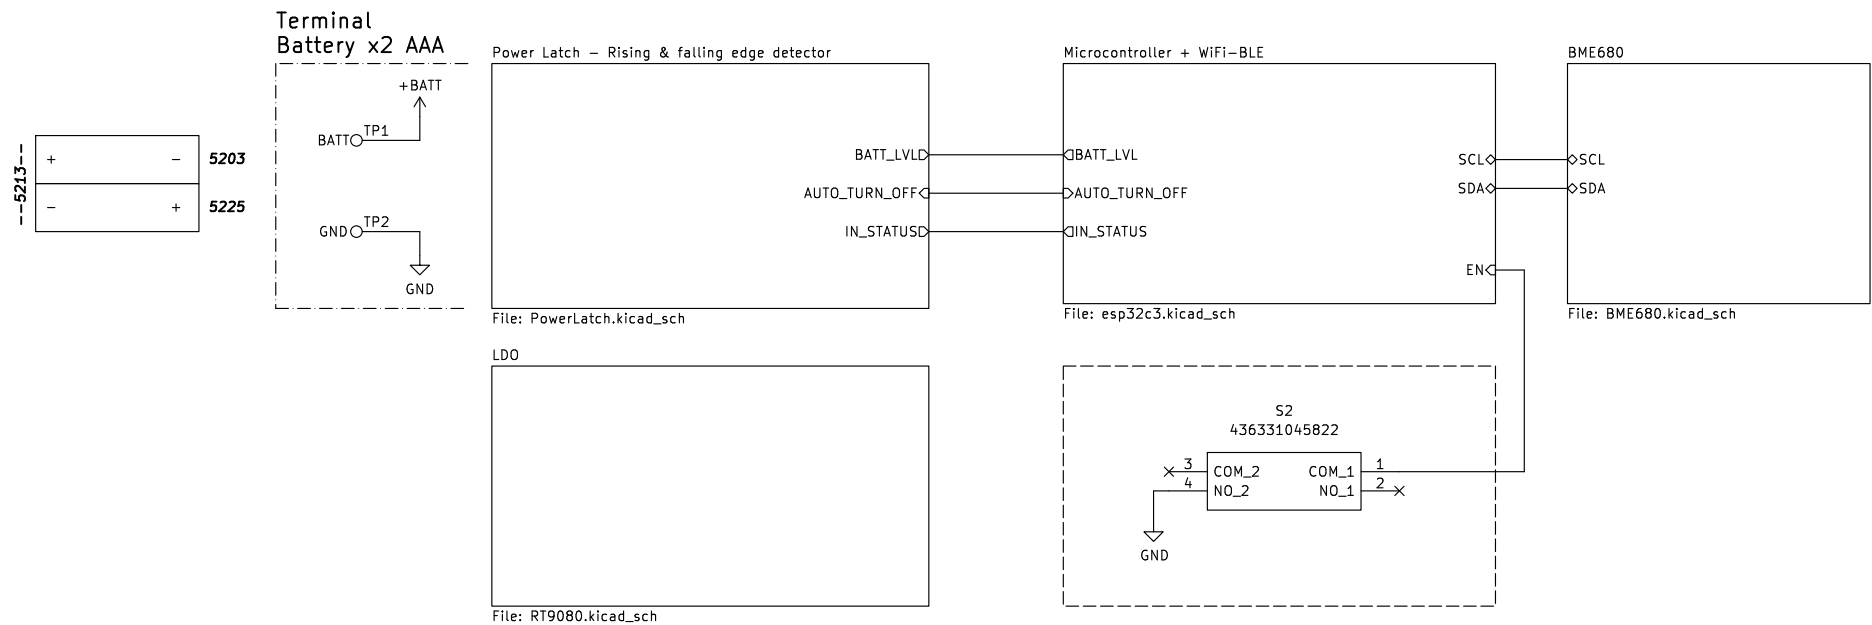 Terminal
Battery x2 AAA
+BATT
BATT
TP1
GND
TP2
GND
--5213--
+ -
5203
- +
5225
Power Latch - Rising & falling edge detector
BATT_LVL
AUTO_TURN_OFF
IN_STATUS
File: PowerLatch.kicad_sch
Microcontroller + WiFi-BLE
BATT_LVL
AUTO_TURN_OFF
IN_STATUS
SCL
SDA
EN
File: esp32c3.kicad_sch
BME680
SCL
SDA
File: BME680.kicad_sch
LDO
File: RT9080.kicad_sch
S2
436331045822
3 COM_2 COM_1 1
4 NO_2 NO_1 2
GND